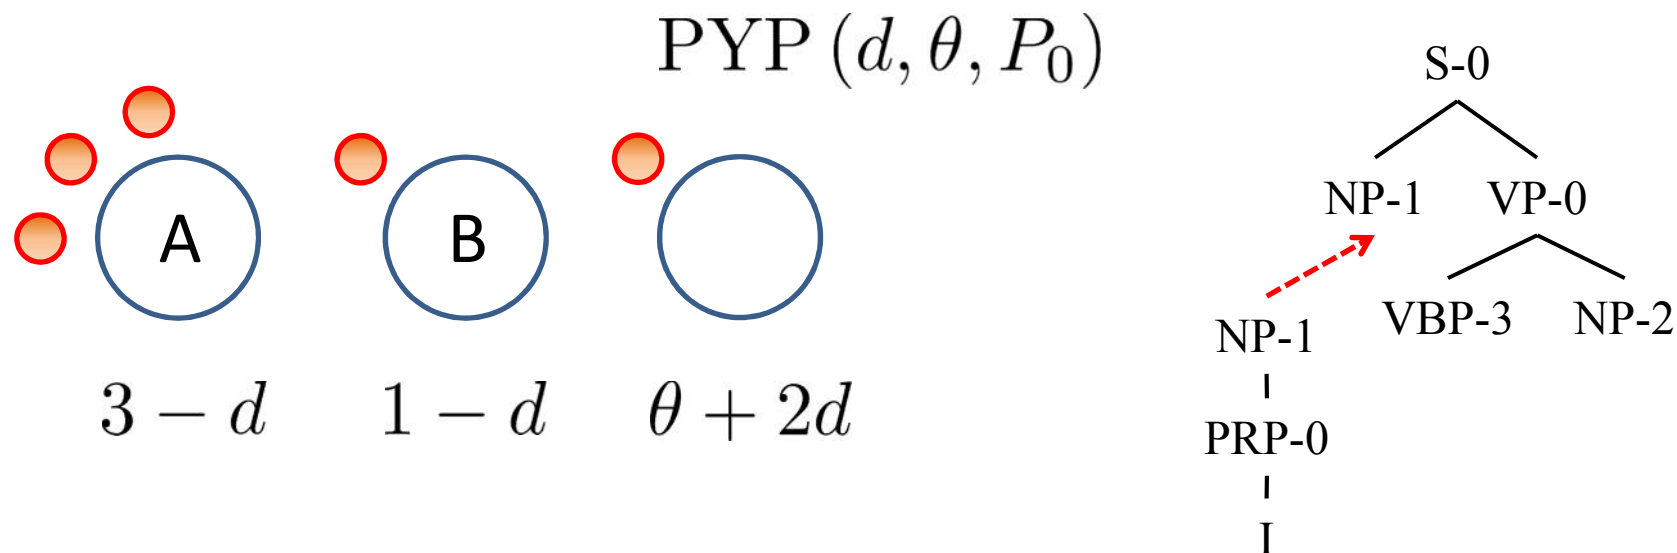 PYP (d, θ, P₀)
A
B
3 − d
1 − d
θ + 2d
S-0
NP-1
VP-0
VBP-3
NP-2
NP-1
PRP-0
I